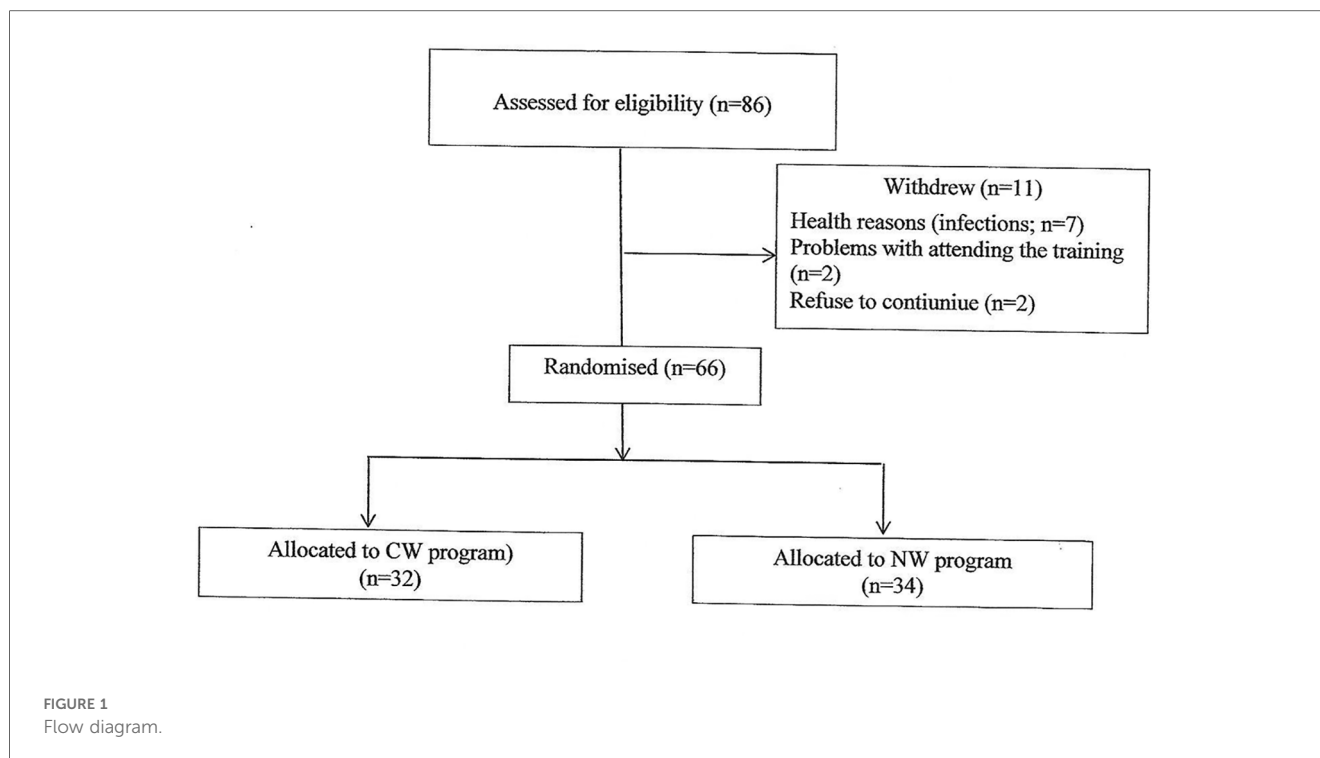 Assessed for eligibility (n=86)
Withdrew (n=11)
Health reasons (infections; n=7)
Problems with attending the training
(n=2)
Refuse to contiuniue (n=2)
Randomised (n=66)
Allocated to CW program)
(n=32)
Allocated to NW program
(n=34)
FIGURE 1
Flow diagram.